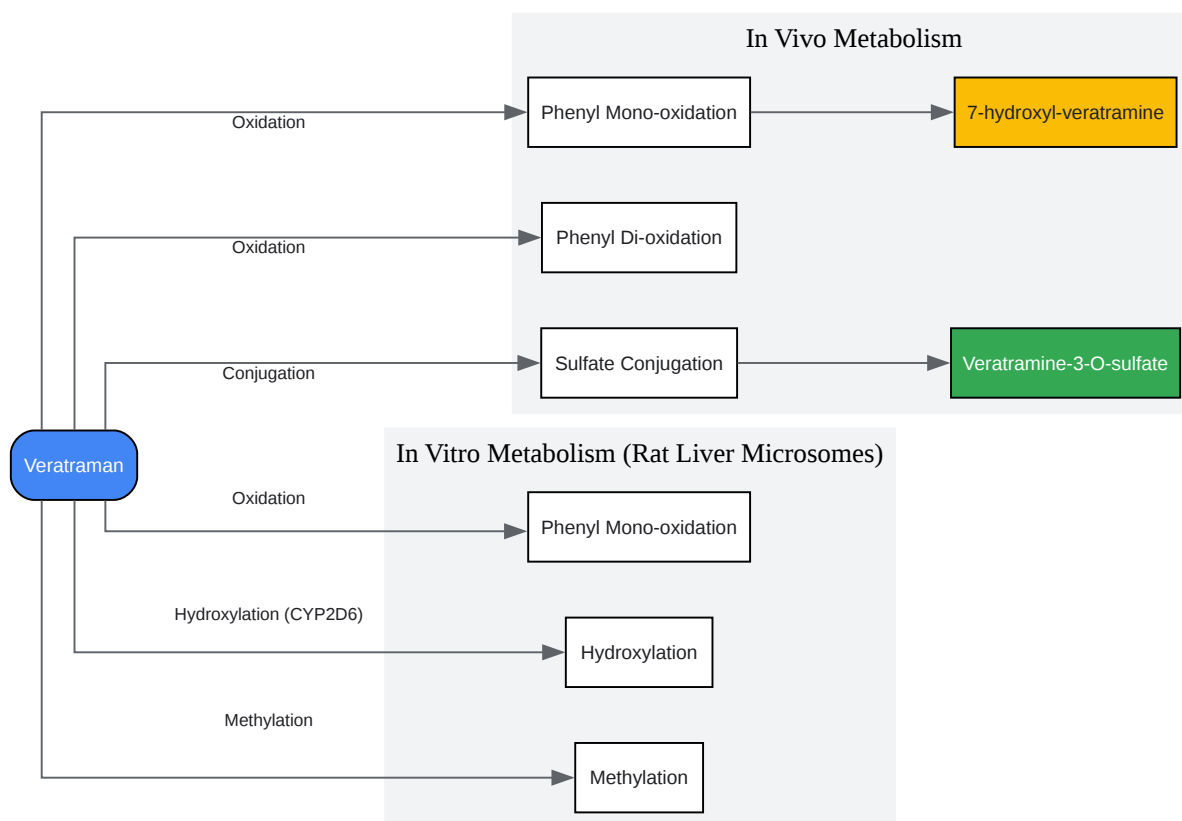 In Vivo Metabolism
Oxidation
Phenyl Mono-oxidation
7-hydroxyl-veratramine
Oxidation
Phenyl Di-oxidation
Conjugation
Sulfate Conjugation
Veratramine-3-O-sulfate
Veratraman
In Vitro Metabolism (Rat Liver Microsomes)
Oxidation
Phenyl Mono-oxidation
Hydroxylation (CYP2D6)
Hydroxylation
Methylation
Methylation